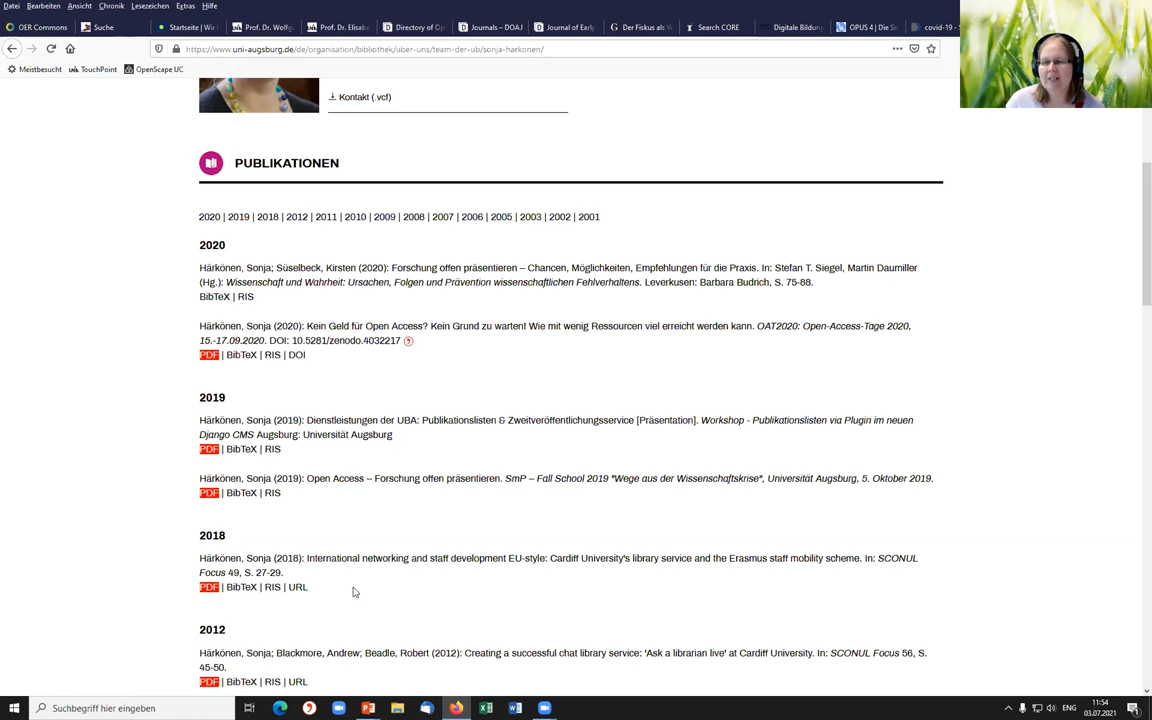 Datei Bearbeiten Ansicht Chronik Lesezeichen Extras Hilfe
OER Commons Suche Startseite | Wir Prof. Dr. Wolfg Prof. Dr. Elisab Directory of Op Journals – DOAJ Journal of Early Der Fiskus als W Search CORE Digitale Bildung OPUS 4 | Die S covid-19 -
https://www.uni-augsburg.de/de/organisation/bibliothek/uber-uns/team-der-ub/sonja-harkonen/
Meistbesucht TouchPoint OpenScape UC
Kontakt (.vcf)
PUBLIKATIONEN
2020 | 2019 | 2018 | 2012 | 2011 | 2010 | 2009 | 2008 | 2007 | 2006 | 2005 | 2003 | 2002 | 2001
2020
Härkönen, Sonja; Süselbeck, Kirsten (2020): Forschung offen präsentieren – Chancen, Möglichkeiten, Empfehlungen für die Praxis. In: Stefan T. Siegel, Martin Daumiller
(Hg.): Wissenschaft und Wahrheit: Ursachen, Folgen und Prävention wissenschaftlichen Fehlverhaltens. Leverkusen: Barbara Budrich, S. 75-88.
BibTeX | RIS
Härkönen, Sonja (2020): Kein Geld für Open Access? Kein Grund zu warten! Wie mit wenig Ressourcen viel erreicht werden kann. OAT2020: Open-Access-Tage 2020,
15.-17.09.2020. DOI: 10.5281/zenodo.4032217
PDF | BibTeX | RIS | DOI
2019
Härkönen, Sonja (2019): Dienstleistungen der UBA: Publikationslisten & Zweitveröffentlichungsservice [Präsentation]. Workshop - Publikationslisten via Plugin im neuen
Django CMS Augsburg: Universität Augsburg
PDF | BibTeX | RIS
Härkönen, Sonja (2019): Open Access – Forschung offen präsentieren. SmP – Fall School 2019 "Wege aus der Wissenschaftskrise", Universität Augsburg, 5. Oktober 2019.
PDF | BibTeX | RIS
2018
Härkönen, Sonja (2018): International networking and staff development EU-style: Cardiff University's library service and the Erasmus staff mobility scheme. In: SCONUL
Focus 49, S. 27-29.
PDF | BibTeX | RIS | URL
2012
Härkönen, Sonja; Blackmore, Andrew; Beadle, Robert (2012): Creating a successful chat library service: 'Ask a librarian live' at Cardiff University. In: SCONUL Focus 56, S.
45-50.
PDF | BibTeX | RIS | URL
Suchbegriff hier eingeben
ENG
11:54
03.07.2021